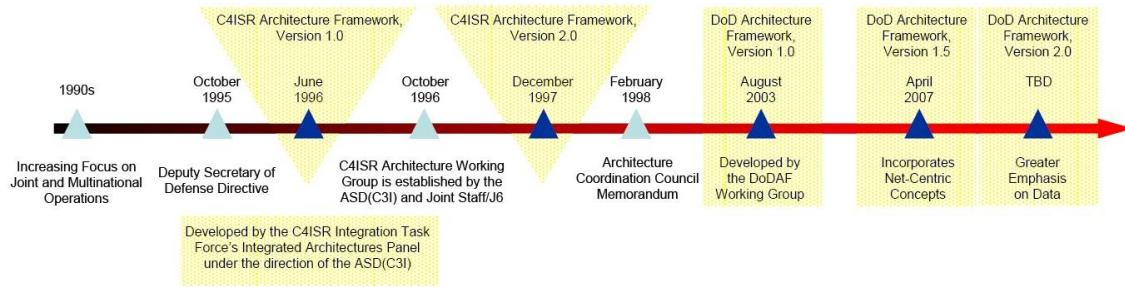 C4ISR Architecture Framework,
Version 1.0
C4ISR Architecture Framework,
Version 2.0
DoD Architecture
Framework,
Version 1.0
DoD Architecture
Framework,
Version 1.5
DoD Architecture
Framework,
Version 2.0
1990s
October
1995
June
1996
October
1996
December
1997
February
1998
August
2003
April
2007
TBD
Increasing Focus on
Joint and Multinational
Operations
Deputy Secretary of
Defense Directive
C4ISR Architecture Working
Group is established by the
ASD(C3I) and Joint Staff/J6
Architecture
Coordination Council
Memorandum
Developed by
the DoDAF
Working Group
Incorporates
Net-Centric
Concepts
Greater
Emphasis
on Data
Developed by the C4ISR Integration Task
Force's Integrated Architectures Panel
under the direction of the ASD(C3I)